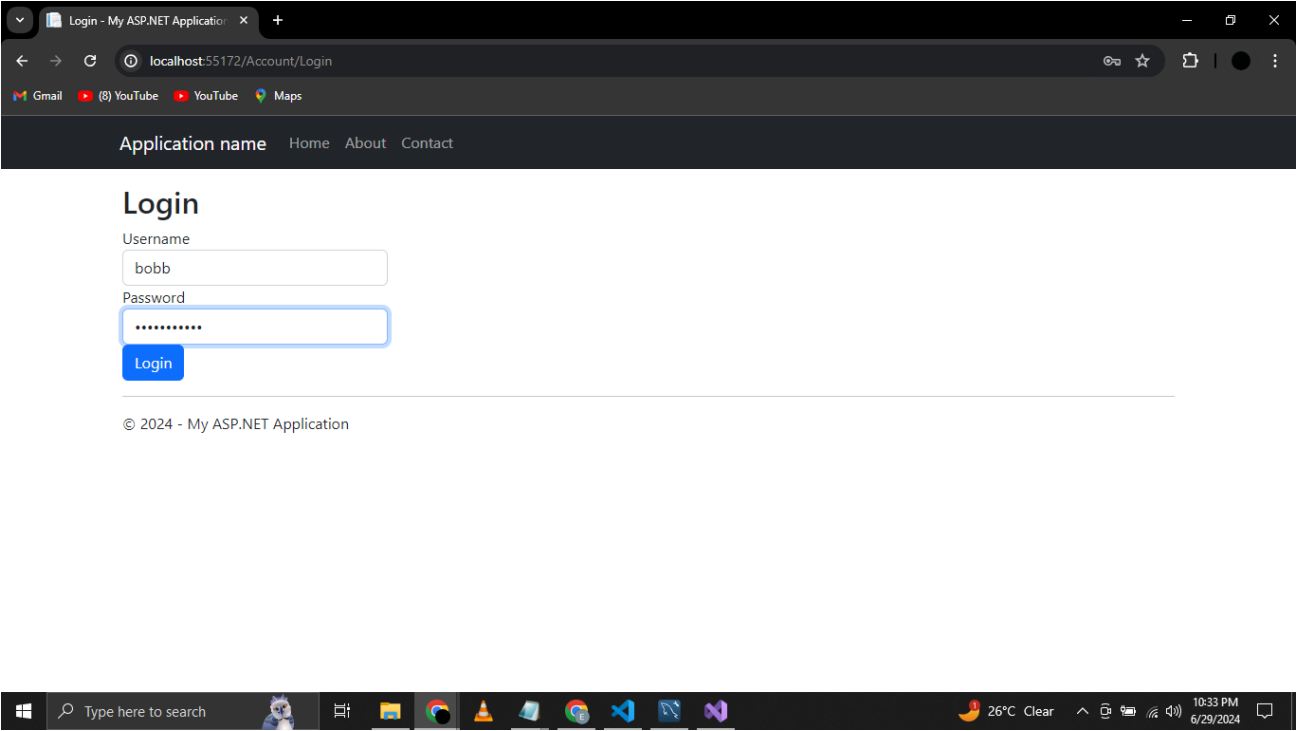 Login - My ASP.NET Application
localhost:55172/Account/Login
Gmail (8) YouTube YouTube Maps
Application name Home About Contact
Login
Username
bobb
Password
•••••••••••
Login
© 2024 - My ASP.NET Application
Type here to search
E
1
26°C Clear
10:33 PM
6/29/2024